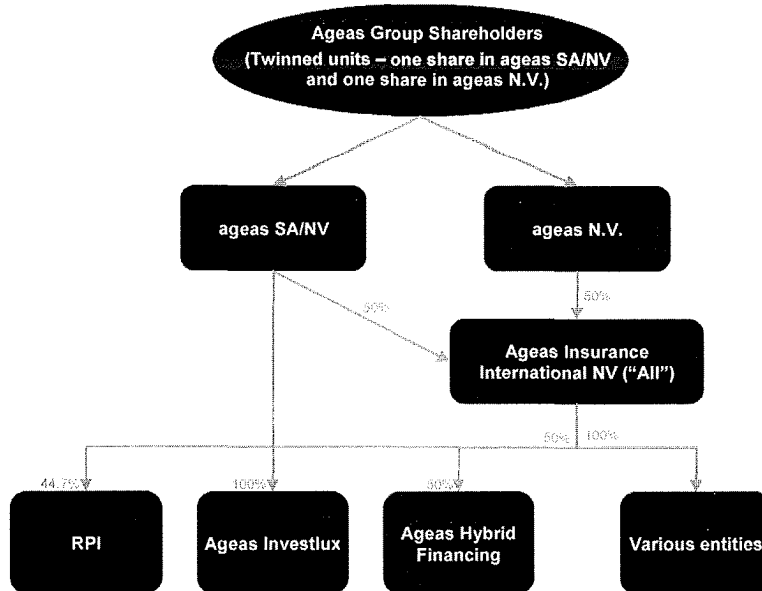 Ageas Group Shareholders
(Twinned units – one share in ageas SA/NV
and one share in ageas N.V.)
ageas SA/NV
ageas N.V.
50%
50%
Ageas Insurance
International NV ("AII")
50%
100%
44.7%
100%
50%
RPI
Ageas Investlux
Ageas Hybrid
Financing
Various entities